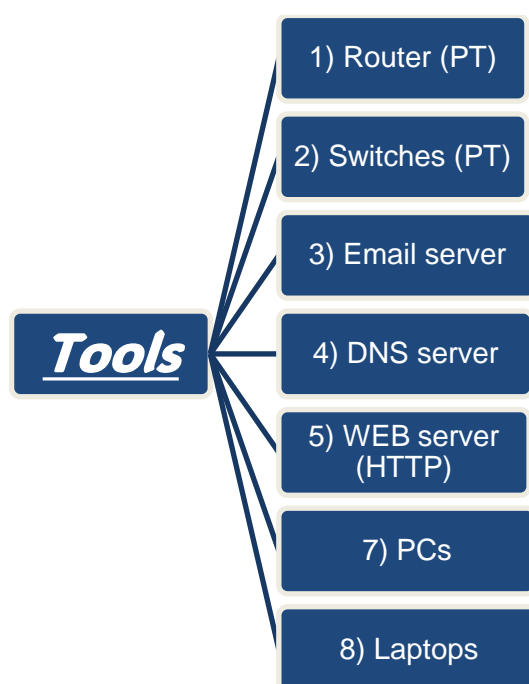 1) Router (PT)
2) Switches (PT)
3) Email server
Tools
4) DNS server
5) WEB server
(HTTP)
7) PCs
8) Laptops